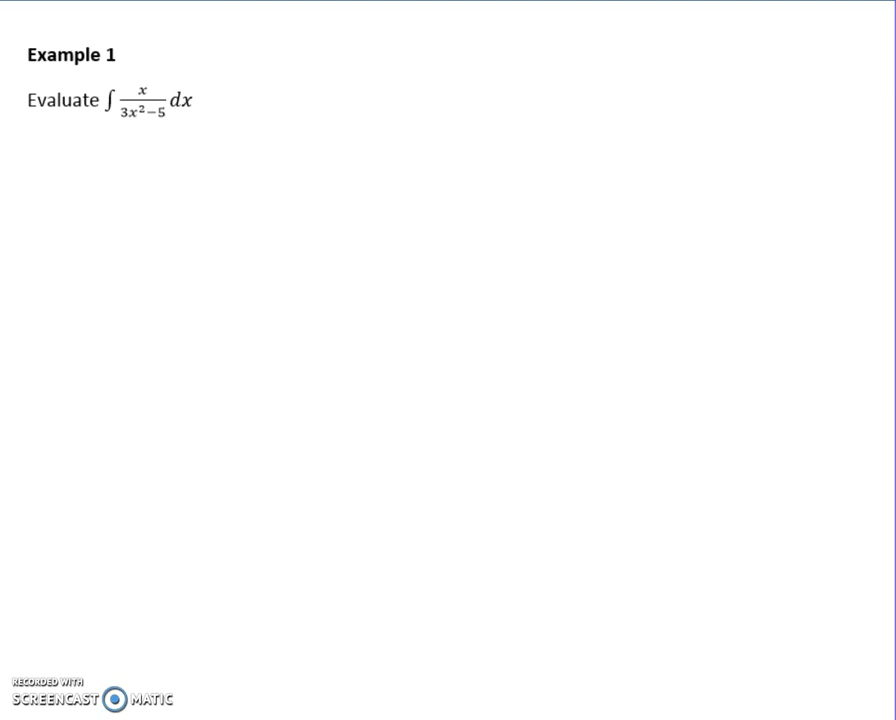 Example 1
Evaluate ∫ x/(3x²−5) dx
RECORDED WITH
SCREENCAST MATIC